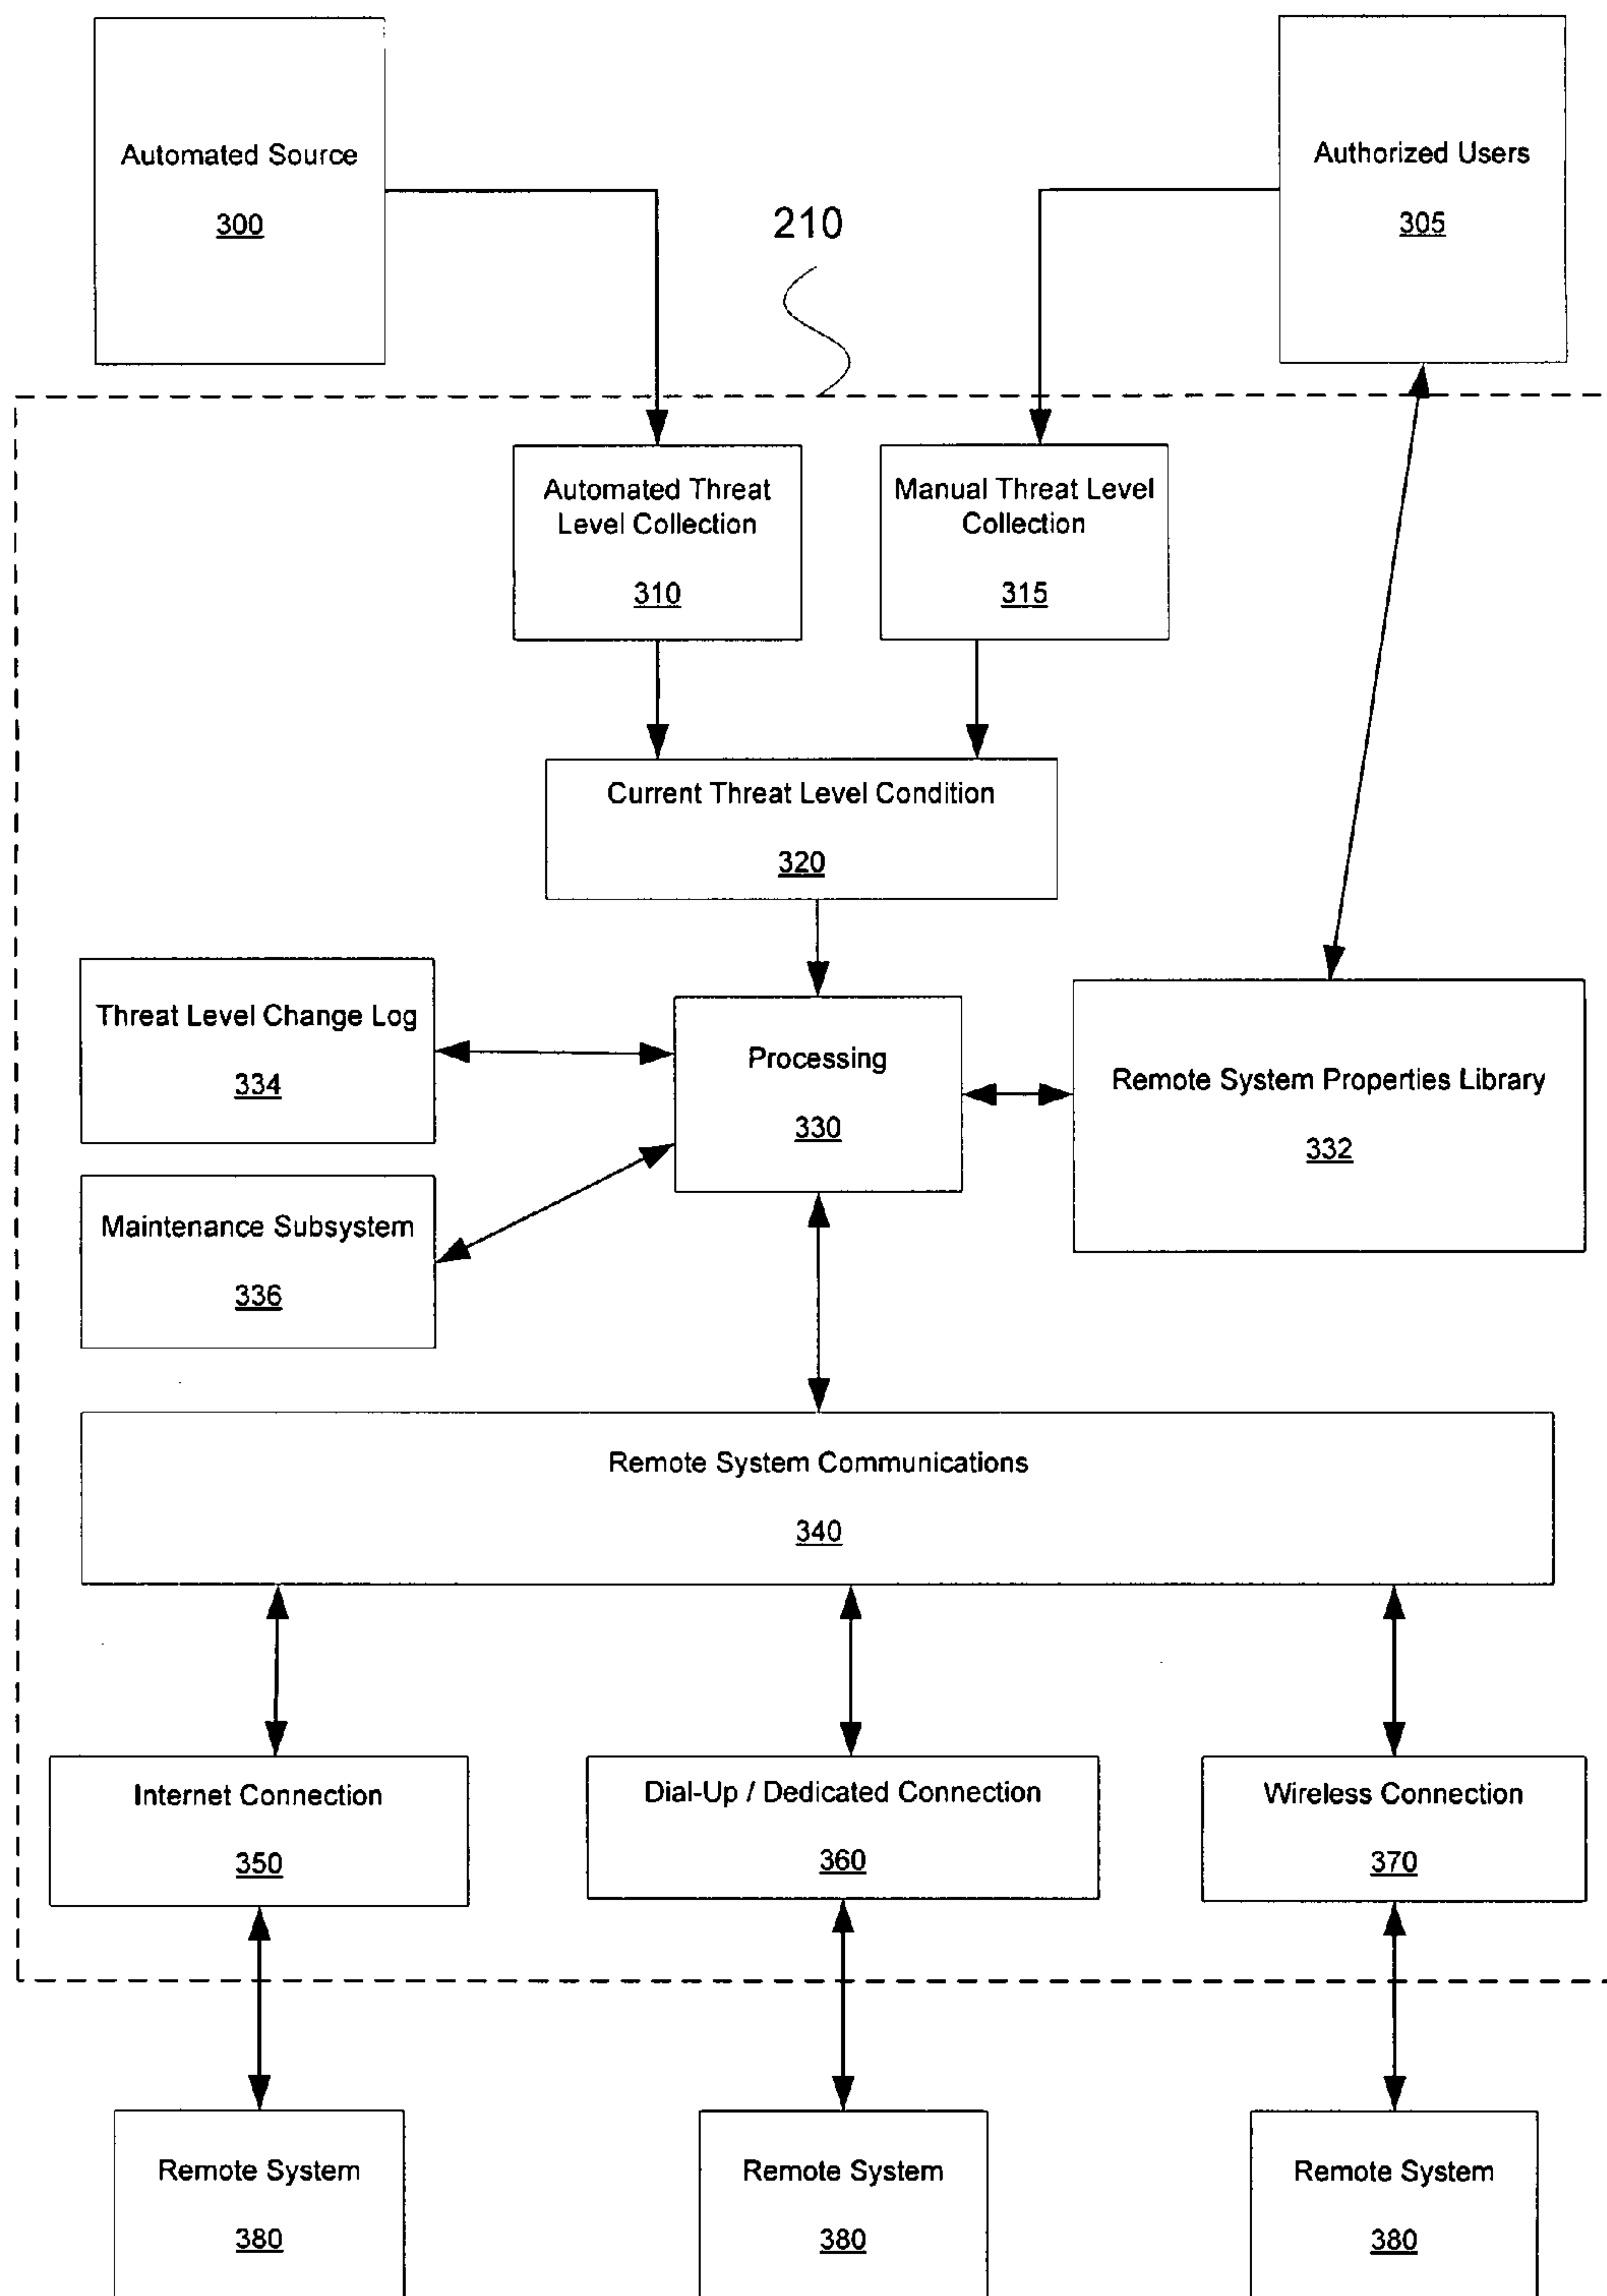 Automated Source
300
Authorized Users
305
210
Automated Threat
Level Collection
310
Manual Threat Level
Collection
315
Current Threat Level Condition
320
Threat Level Change Log
334
Processing
330
Remote System Properties Library
332
Maintenance Subsystem
336
Remote System Communications
340
Internet Connection
350
Dial-Up / Dedicated Connection
360
Wireless Connection
370
Remote System
380
Remote System
380
Remote System
380